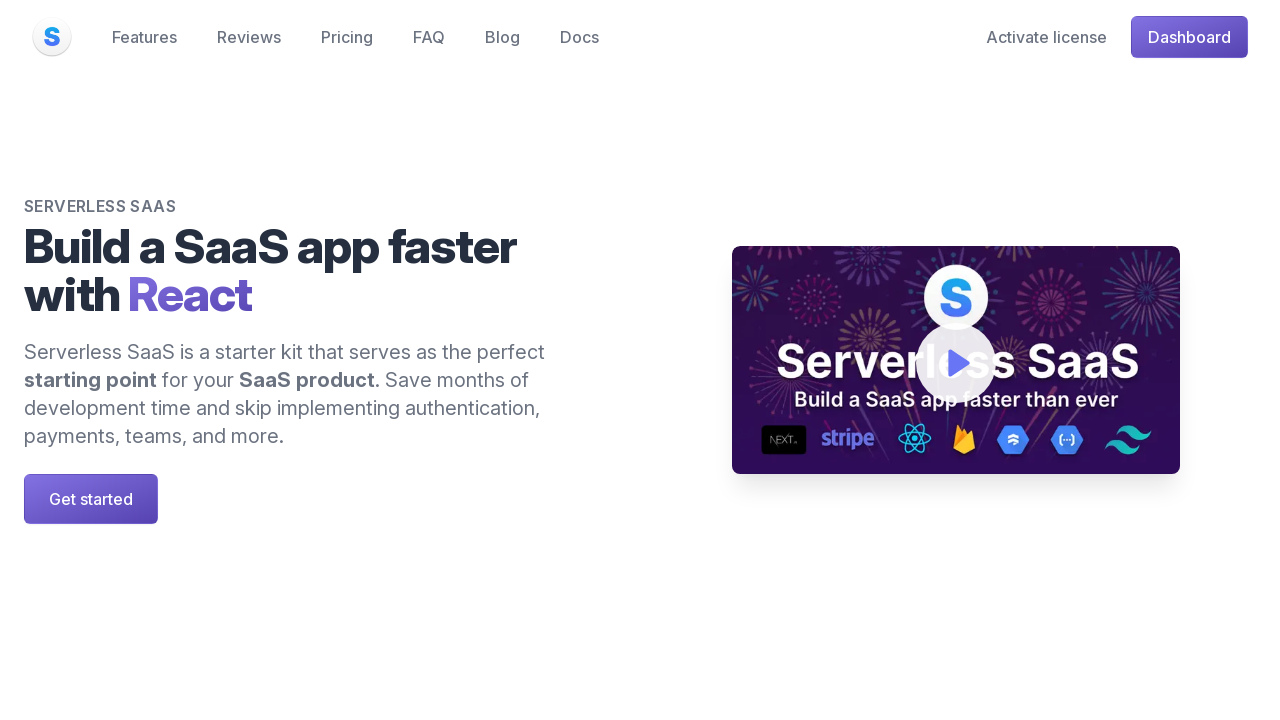 S
Features
Reviews
Pricing
FAQ
Blog
Docs
Activate license
Dashboard
SERVERLESS SAAS
Build a SaaS app faster
with React
Serverless SaaS is a starter kit that serves as the perfect
starting point for your SaaS product. Save months of
development time and skip implementing authentication,
payments, teams, and more.
Get started
S
Serverless SaaS
Build a SaaS app faster than ever
NEXT
stripe